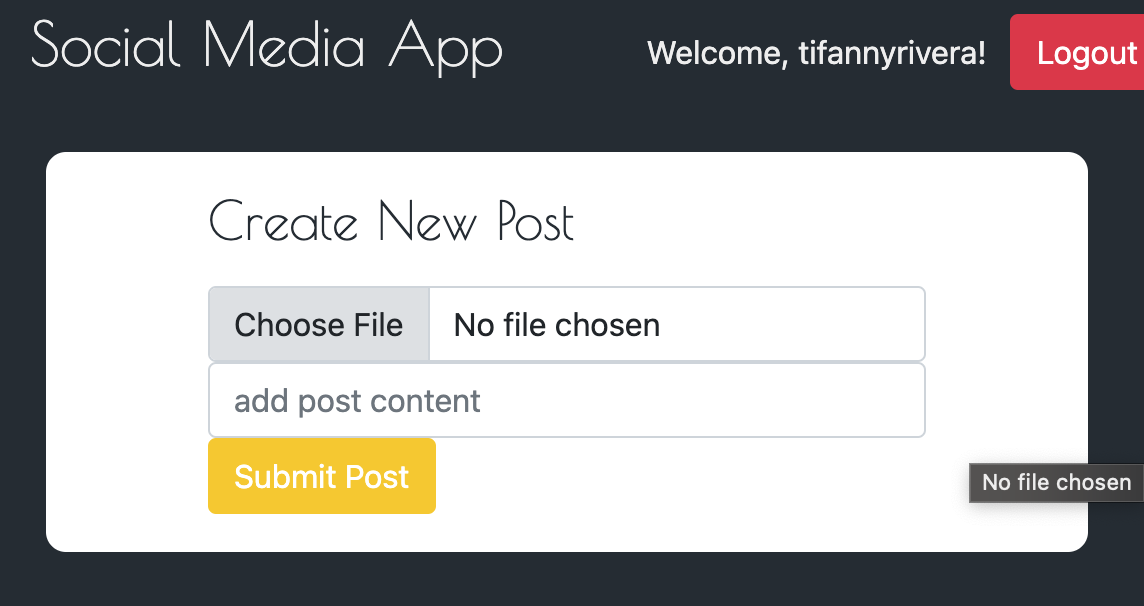 Social Media App
Welcome, tifannyrivera!
Logout
Create New Post
Choose File
No file chosen
add post content
Submit Post
No file chosen